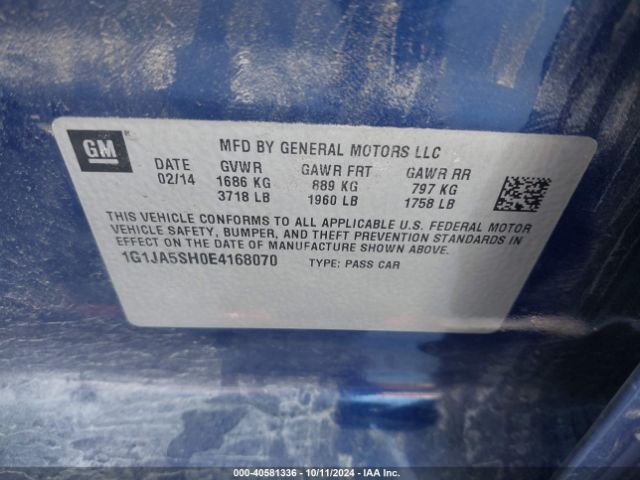 GM
MFD BY GENERAL MOTORS LLC
DATE GVWR GAWR FRT GAWR RR
02/14 1686 KG 889 KG 797 KG
3718 LB 1960 LB 1758 LB
THIS VEHICLE CONFORMS TO ALL APPLICABLE U.S. FEDERAL MOTOR
VEHICLE SAFETY, BUMPER, AND THEFT PREVENTION STANDARDS IN
EFFECT ON THE DATE OF MANUFACTURE SHOWN ABOVE.
1G1JA5SH0E4168070 TYPE: PASS CAR
000-40581336 - 10/11/2024 - IAA Inc.